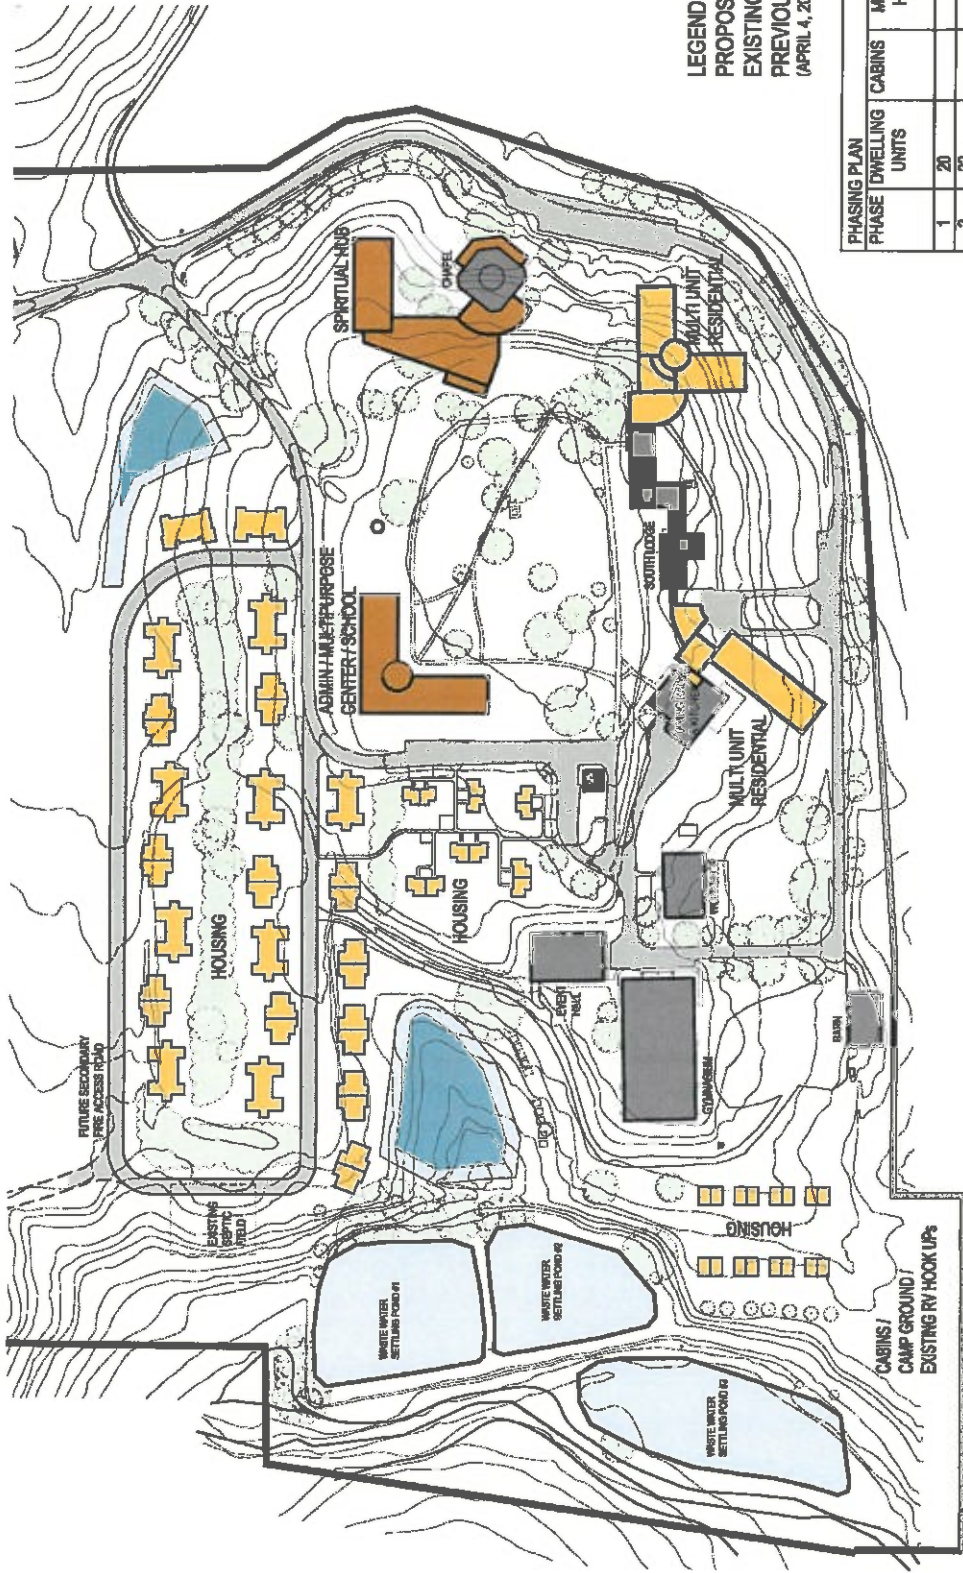 LEGEND
PROPOS
EXISTING
PREVIOU
(APRIL 4, 20
PHASING PLAN
PHASE DWELLING UNITS CABINS
1 20
SPIRITUAL HUB
CHAPEL
MULTI UNIT
RESIDENTIAL
ADMIN / MULTI PURPOSE
CENTER / SCHOOL
SOUTH LODGE
MULTI UNIT
RESIDENTIAL
HOUSING
HOUSING
FUTURE SECONDARY
FIRE ACCESS ROAD
EVENT
HALL
GYMNASIUM
BARN
EXISTING
SEPTIC
FIELD
HOUSING
WASTE WATER
SETTLING POND #1
WASTE WATER
SETTLING POND #2
WASTE WATER
SETTLING POND #3
CABINS /
CAMP GROUND /
EXISTING RV HOOK UPs